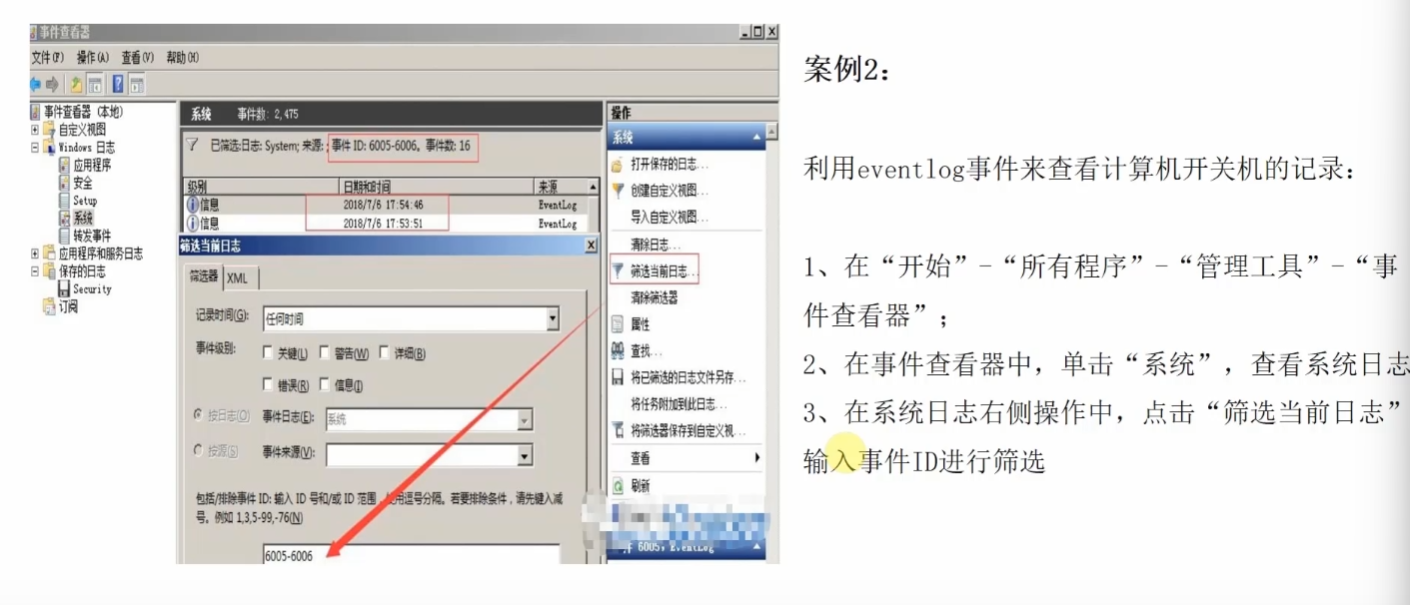 事件查看器
文件(F) 操作(A) 查看(V) 帮助(H)
事件查看器 (本地)
自定义视图
Windows 日志
应用程序
安全
Setup
系统
转发事件
应用程序和服务日志
保存的日志
Security
订阅
系统 事件数: 2,475
已筛选:日志: System; 来源: ; 事件 ID: 6005-6006。事件数: 16
级别 日期和时间 来源
信息 2018/7/6 17:54:46 EventLog
信息 2018/7/6 17:53:51 EventLog
筛选当前日志
筛选器 XML
记录时间(G): 任何时间
事件级别: 关键(L) 警告(W) 详细(B)
错误(R) 信息(I)
按日志(O) 事件日志(E): 系统
按源(S) 事件来源(V):
包括/排除事件 ID: 输入 ID 号和/或 ID 范围，使用逗号分隔。若要排除条件，请先键入减
号。例如 1,3,5-99,-76(N)
6005-6006
操作
系统
打开保存的日志...
创建自定义视图...
导入自定义视图...
清除日志...
筛选当前日志...
清除筛选器
属性
查找...
将已筛选的日志文件另存...
将任务附加到此日志...
将筛选器保存到自定义视...
查看
刷新
6005，EventLog
案例2：
利用eventlog事件来查看计算机开关机的记录：
1、在“开始”-“所有程序”-“管理工具”-“事
件查看器”；
2、在事件查看器中，单击“系统”，查看系统日志
3、在系统日志右侧操作中，点击“筛选当前日志”
输入事件ID进行筛选